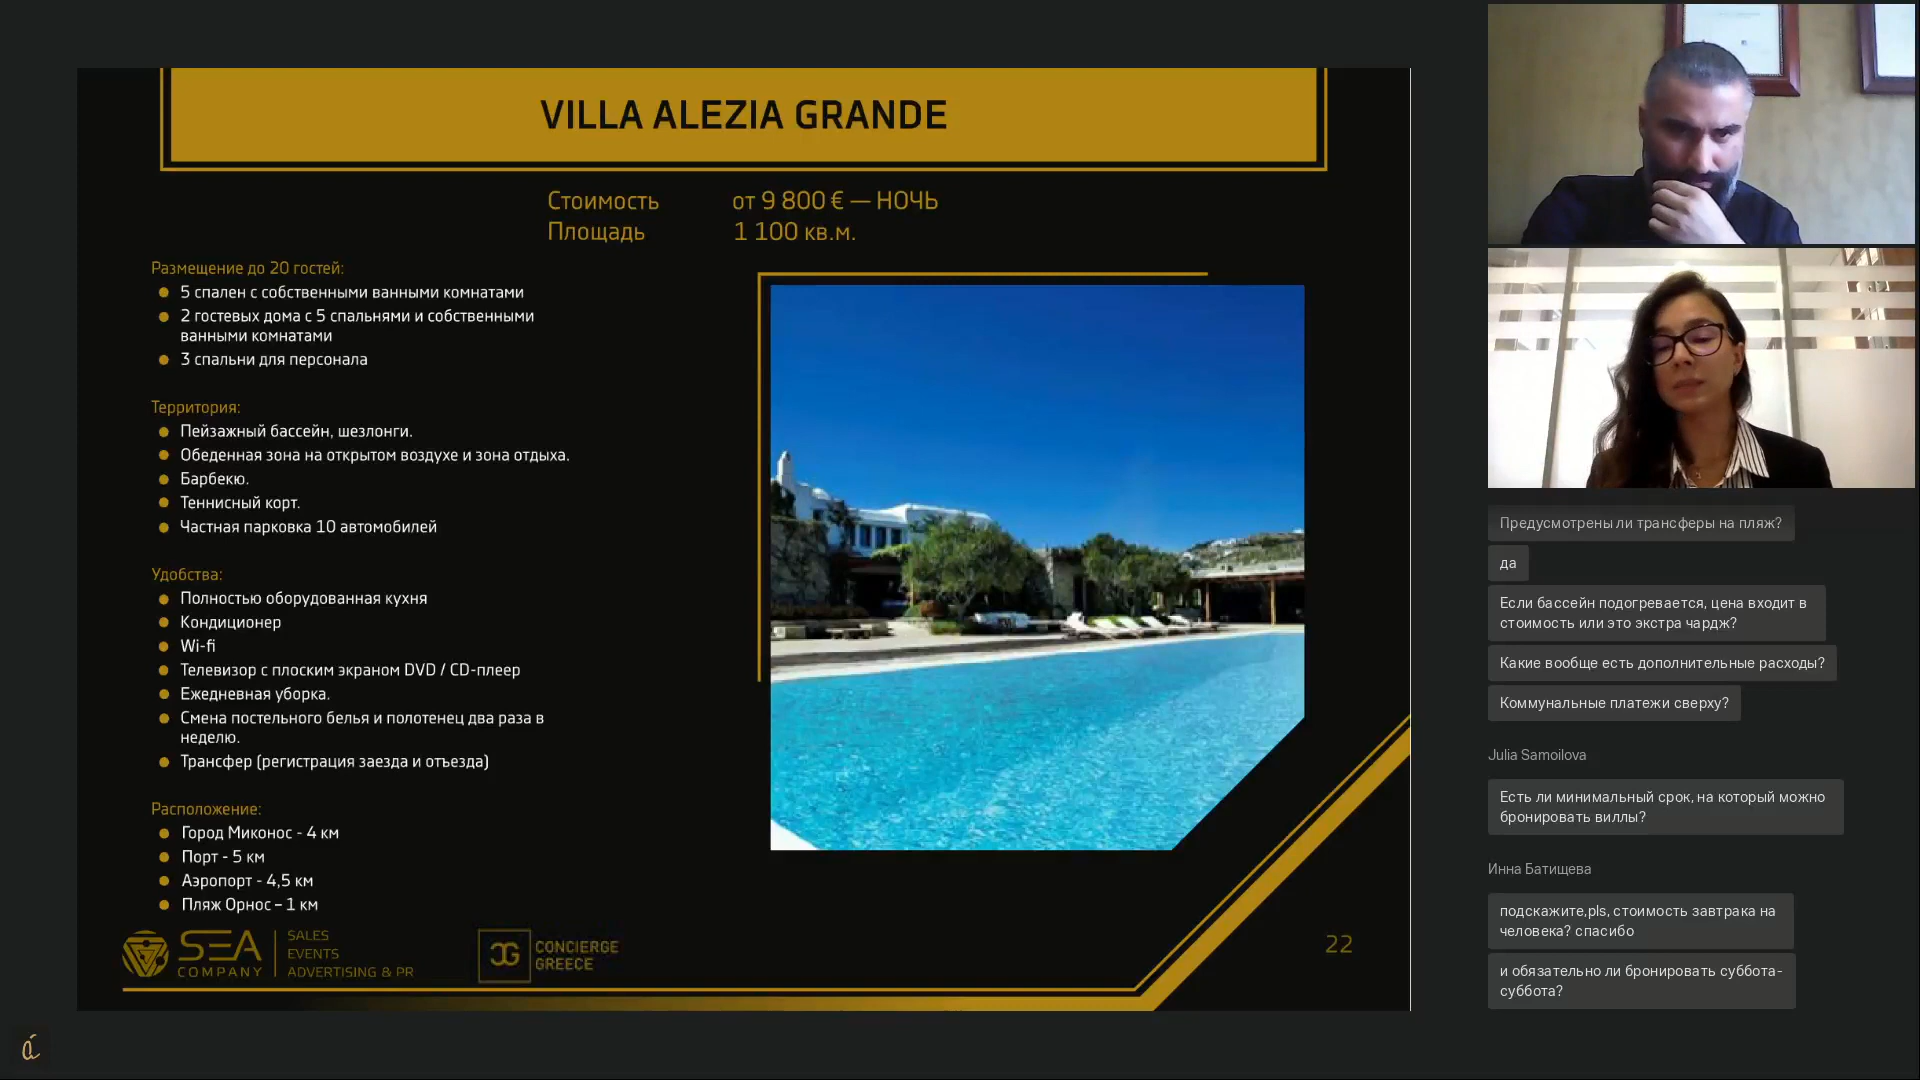 VILLA ALEZIA GRANDE
Стоимость от 9 800 € — НОЧЬ
Площадь 1 100 кв.м.
Размещение до 20 гостей:
5 спален с собственными ванными комнатами
2 гостевых дома с 5 спальнями и собственными
ванными комнатами
3 спальни для персонала
Территория:
Пейзажный бассейн, шезлонги.
Обеденная зона на открытом воздухе и зона отдыха.
Барбекю.
Теннисный корт.
Частная парковка 10 автомобилей
Удобства:
Полностью оборудованная кухня
Кондиционер
Wi-fi
Телевизор с плоским экраном DVD / CD-плеер
Ежедневная уборка.
Смена постельного белья и полотенец два раза в
неделю.
Трансфер (регистрация заезда и отъезда)
Расположение:
Город Миконос - 4 км
Порт - 5 км
Аэропорт - 4,5 км
Пляж Орнос – 1 км
SEA
COMPANY
SALES
EVENTS
ADVERTISING & PR
CG
CONCIERGE
GREECE
22
á
Предусмотрены ли трансферы на пляж?
да
Если бассейн подогревается, цена входит в
стоимость или это экстра чардж?
Какие вообще есть дополнительные расходы?
Коммунальные платежи сверху?
Julia Samoilova
Есть ли минимальный срок, на который можно
бронировать виллы?
Инна Батищева
подскажите,pls, стоимость завтрака на
человека? спасибо
и обязательно ли бронировать суббота-
суббота?